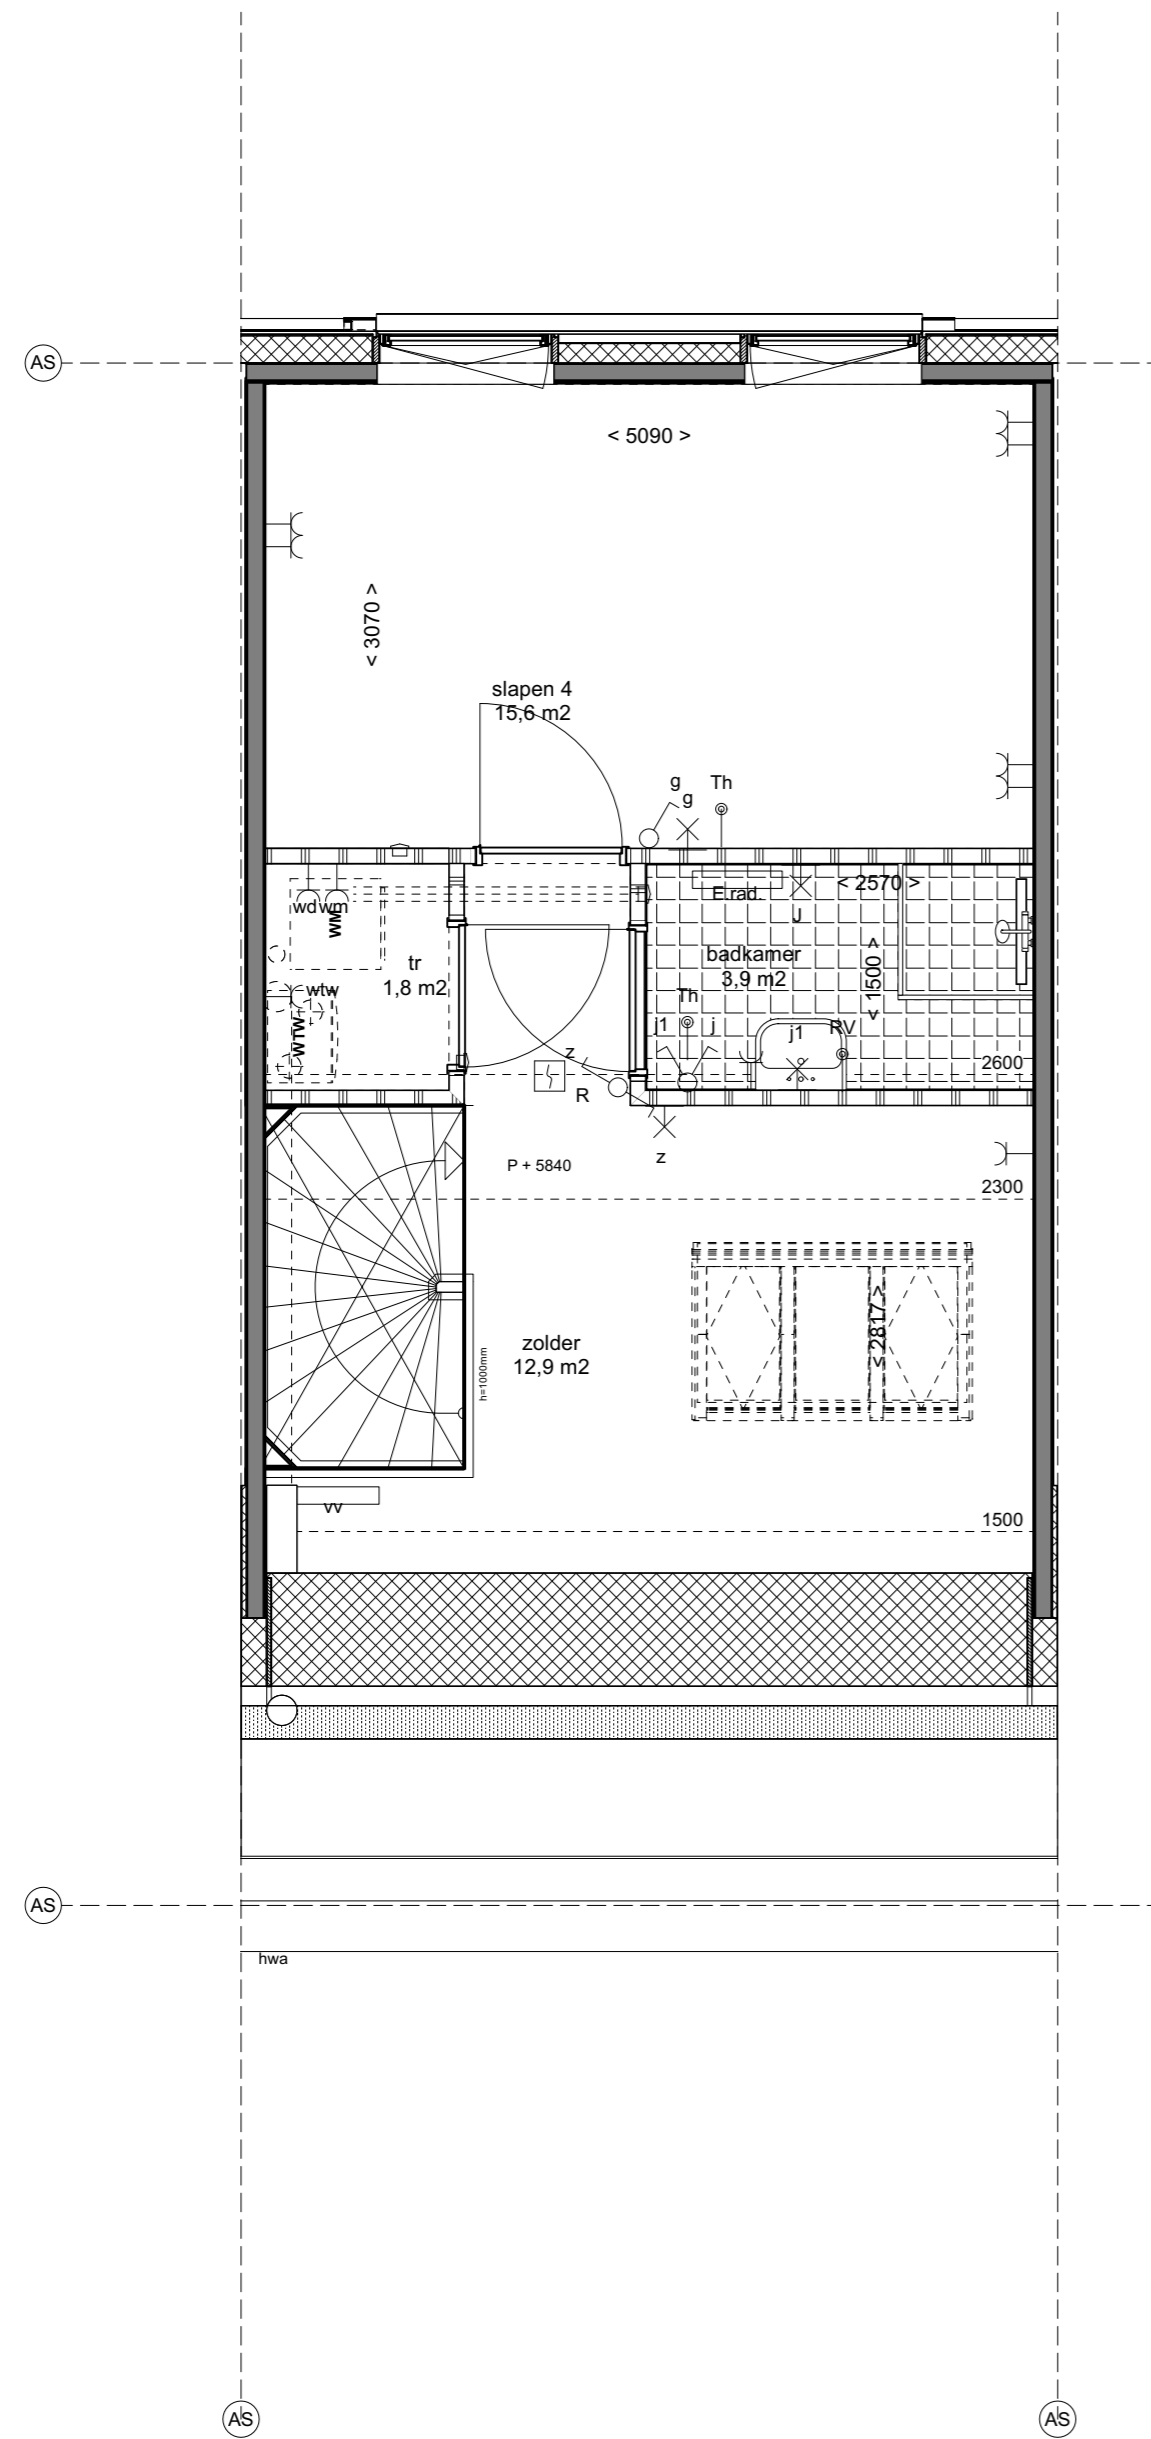 AS
< 5090 >
< 3070 >
slapen 4
15,6 m2
g
g
Th
E.rad.
< 2570 >
J
wd
wm
WM
tr
1,8 m2
badkamer
3,9 m2
< 1500 >
wtw
WTW
Th
j1
j
j1
RV
2600
z
R
z
P + 5840
2300
< 2817 >
zolder
12,9 m2
h=1000mm
vv
1500
AS
hwa
AS
AS